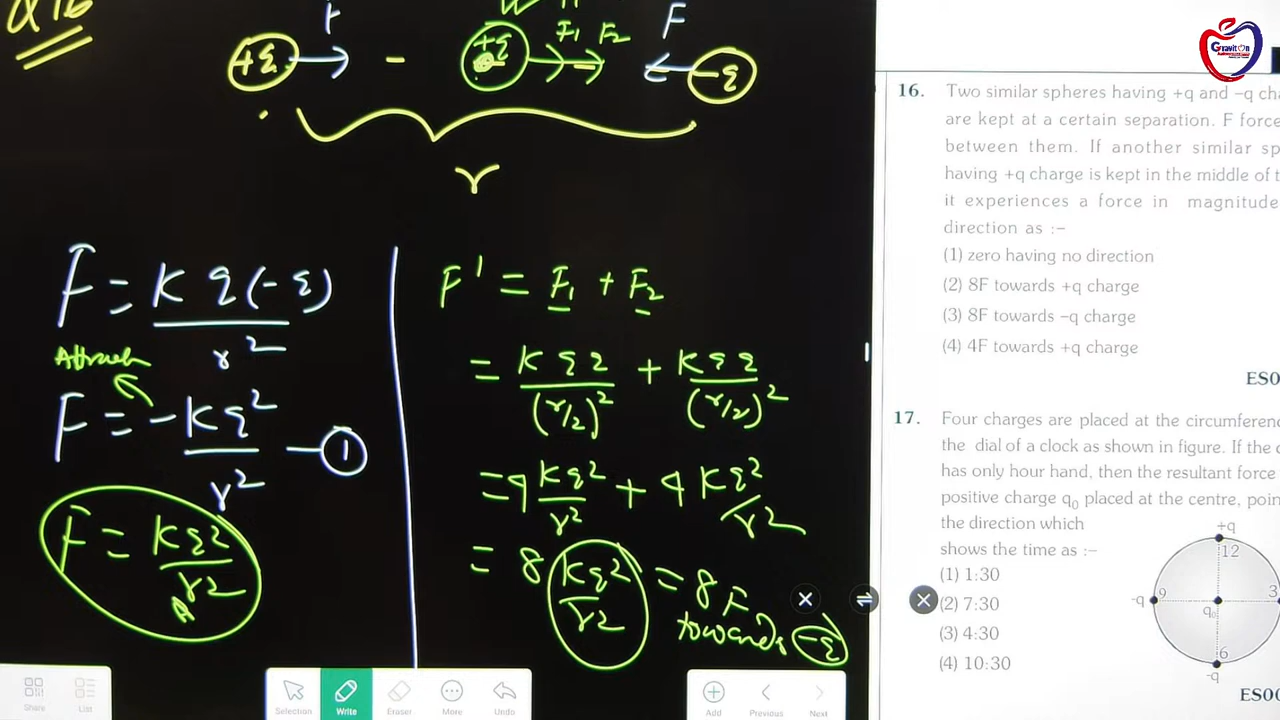 Q 16
F
F1 F2
F
+q
+q
-q
r
F = K q (-q)
r²
Attract
F = -Kq²
r²
①
F = Kq²
r²
F' = F1 + F2
= Kqq / (r/2)² + Kqq / (r/2)²
= 4 Kq² / r² + 4 Kq² / r²
= 8 Kq² / r² = 8F
towards -q
Graviton
16. Two similar spheres having +q and –q cha
are kept at a certain separation. F force
between them. If another similar sp
having +q charge is kept in the middle of t
it experiences a force in magnitude
direction as :–
(1) zero having no direction
(2) 8F towards +q charge
(3) 8F towards –q charge
(4) 4F towards +q charge
ES00
17. Four charges are placed at the circumferenc
the dial of a clock as shown in figure. If the c
has only hour hand, then the resultant force
positive charge q0 placed at the centre, poin
the direction which
shows the time as :–
(1) 1:30
(2) 7:30
(3) 4:30
(4) 10:30
+q
12
-q 9
3
q0
6
-q
ES00
Share
List
Selection
Write
Eraser
More
Undo
Add
Previous
Next